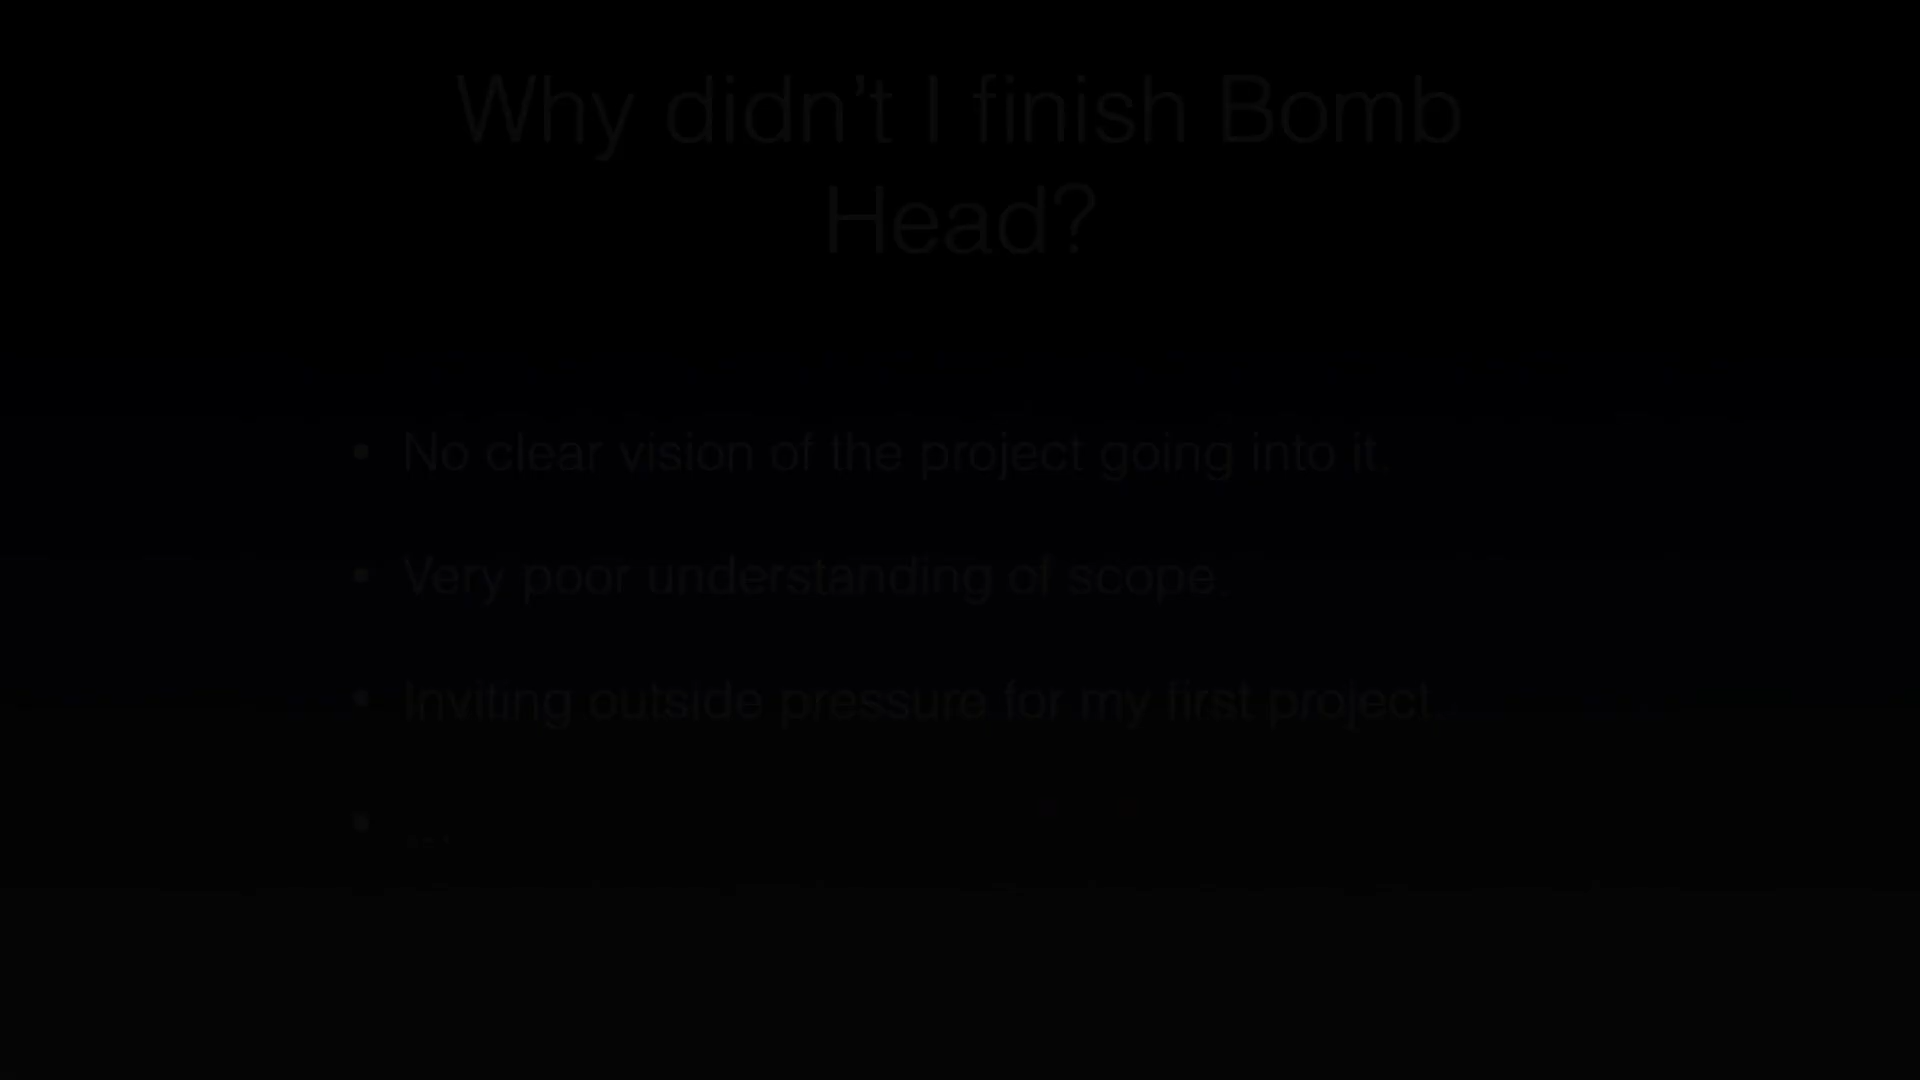 Why didn't I finish Bomb
Head?
• No clear vision of the project going into it.
• Very poor understanding of scope.
• Inviting outside pressure for my first project.
• ...